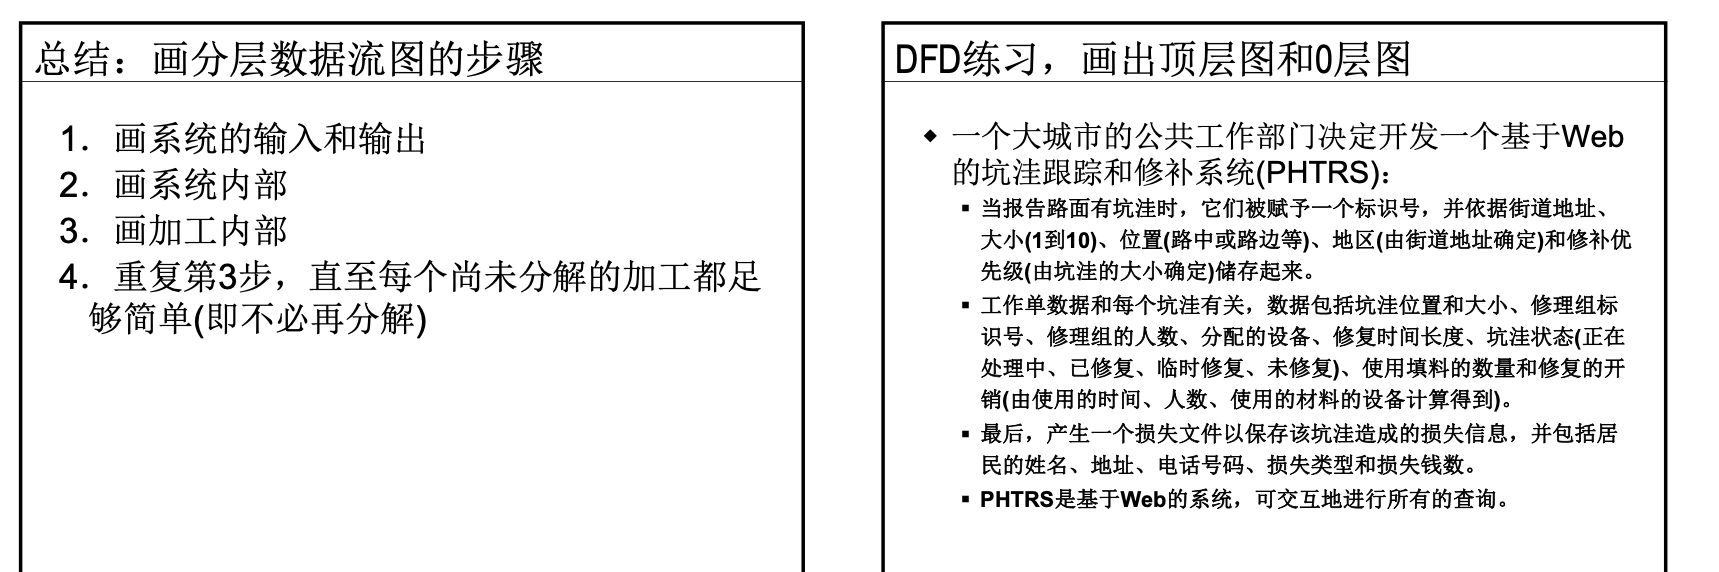 总结：画分层数据流图的步骤
1．画系统的输入和输出
2．画系统内部
3．画加工内部
4．重复第3步，直至每个尚未分解的加工都足
够简单(即不必再分解)
DFD练习，画出顶层图和0层图
◆ 一个大城市的公共工作部门决定开发一个基于Web
的坑洼跟踪和修补系统(PHTRS)：
▪ 当报告路面有坑洼时，它们被赋予一个标识号，并依据街道地址、
大小(1到10)、位置(路中或路边等)、地区(由街道地址确定)和修补优
先级(由坑洼的大小确定)储存起来。
▪ 工作单数据和每个坑洼有关，数据包括坑洼位置和大小、修理组标
识号、修理组的人数、分配的设备、修复时间长度、坑洼状态(正在
处理中、已修复、临时修复、未修复)、使用填料的数量和修复的开
销(由使用的时间、人数、使用的材料的设备计算得到)。
▪ 最后，产生一个损失文件以保存该坑洼造成的损失信息，并包括居
民的姓名、地址、电话号码、损失类型和损失钱数。
▪ PHTRS是基于Web的系统，可交互地进行所有的查询。